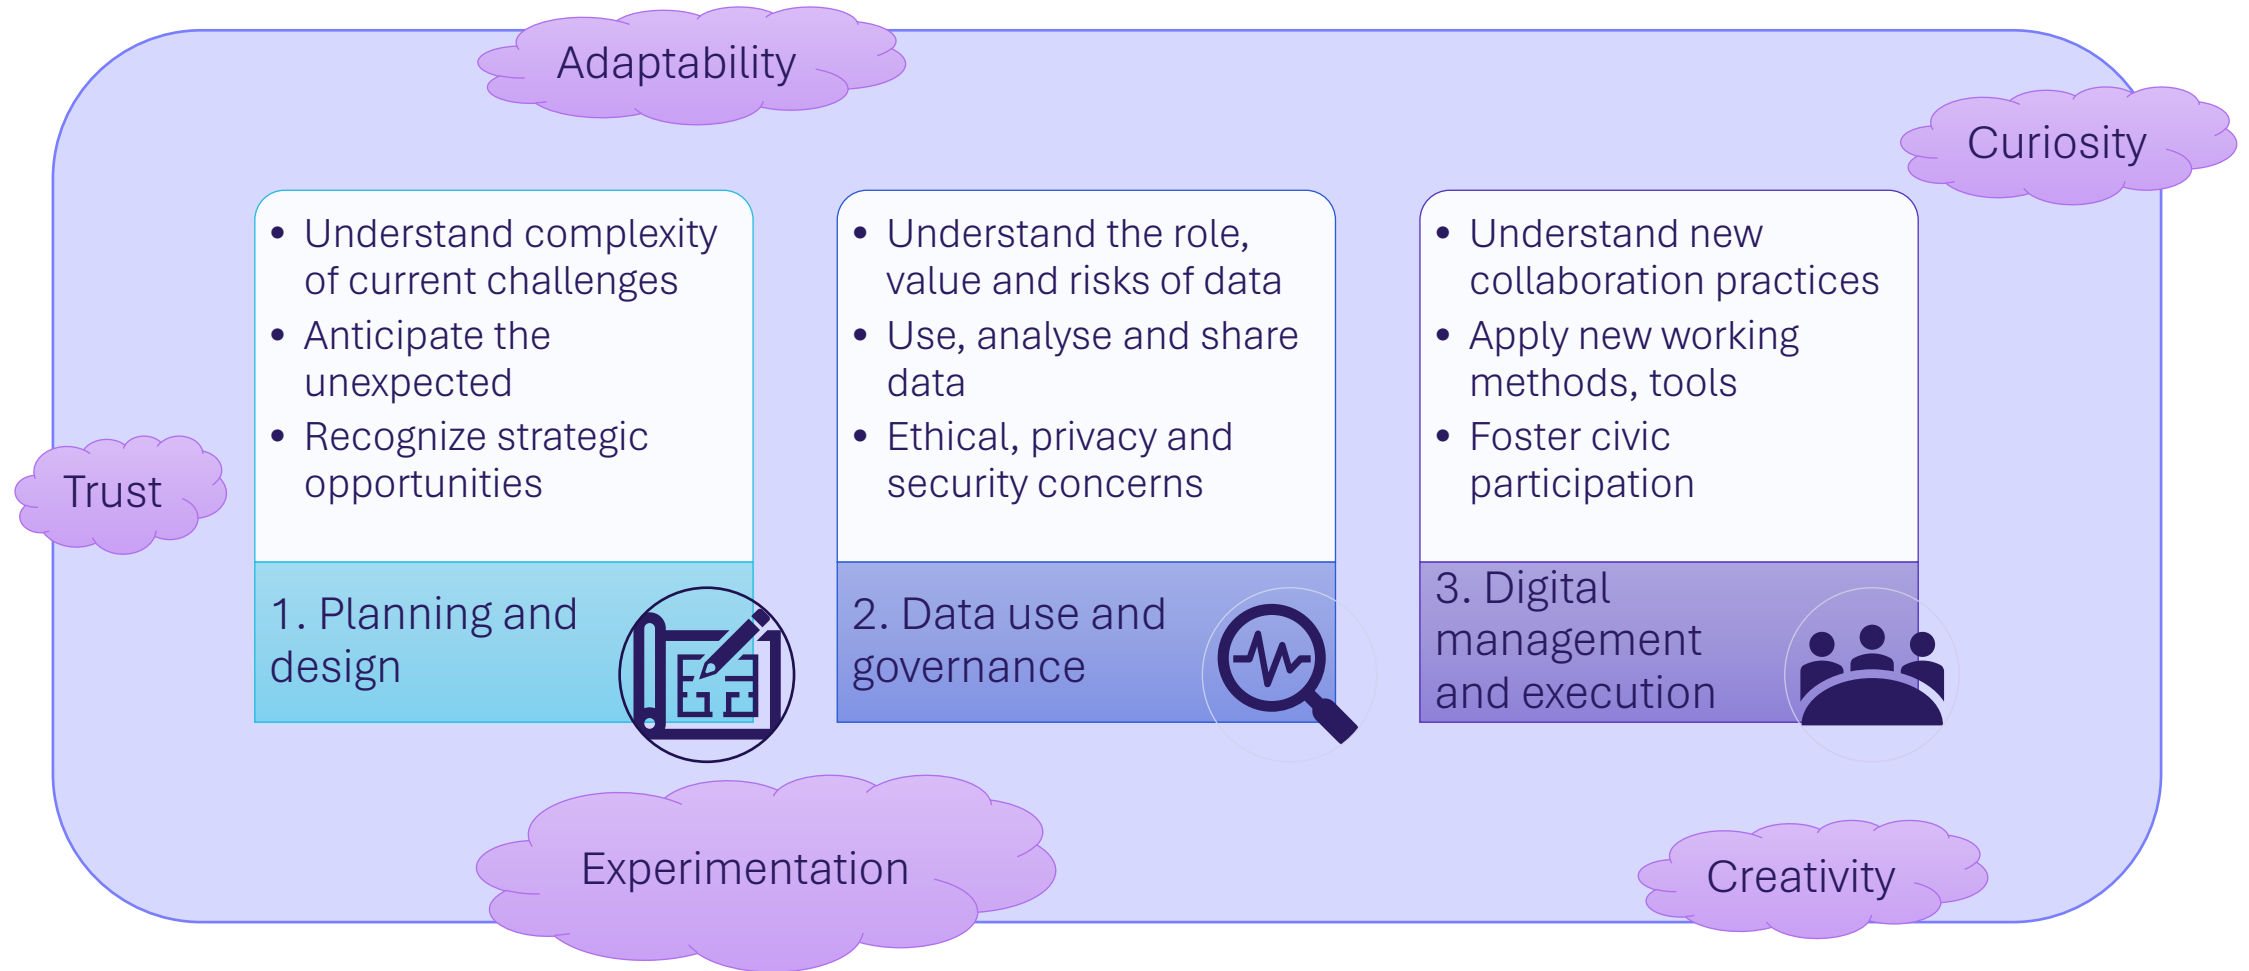 Adaptability
Curiosity
• Understand complexity
of current challenges
• Anticipate the
unexpected
• Recognize strategic
opportunities
1. Planning and
design
• Understand the role,
value and risks of data
• Use, analyse and share
data
• Ethical, privacy and
security concerns
2. Data use and
governance
• Understand new
collaboration practices
• Apply new working
methods, tools
• Foster civic
participation
3. Digital
management
and execution
Trust
Experimentation
Creativity